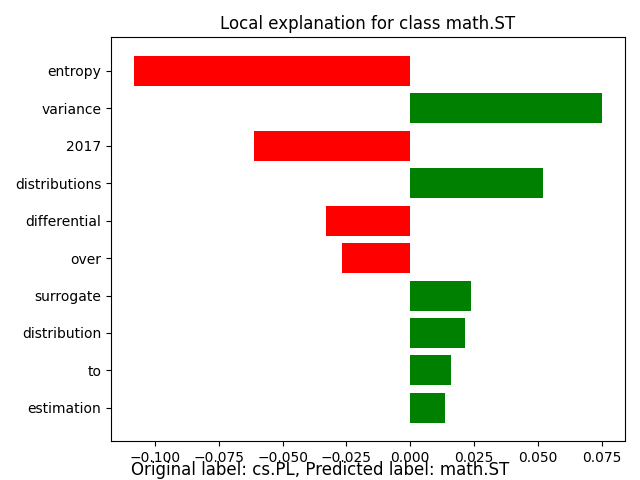 Local explanation for class math.ST
entropy
variance
2017
distributions
differential
over
surrogate
distribution
to
estimation
−0.100 −0.075 −0.050 −0.025 0.000 0.025 0.050 0.075
Original label: cs.PL, Predicted label: math.ST